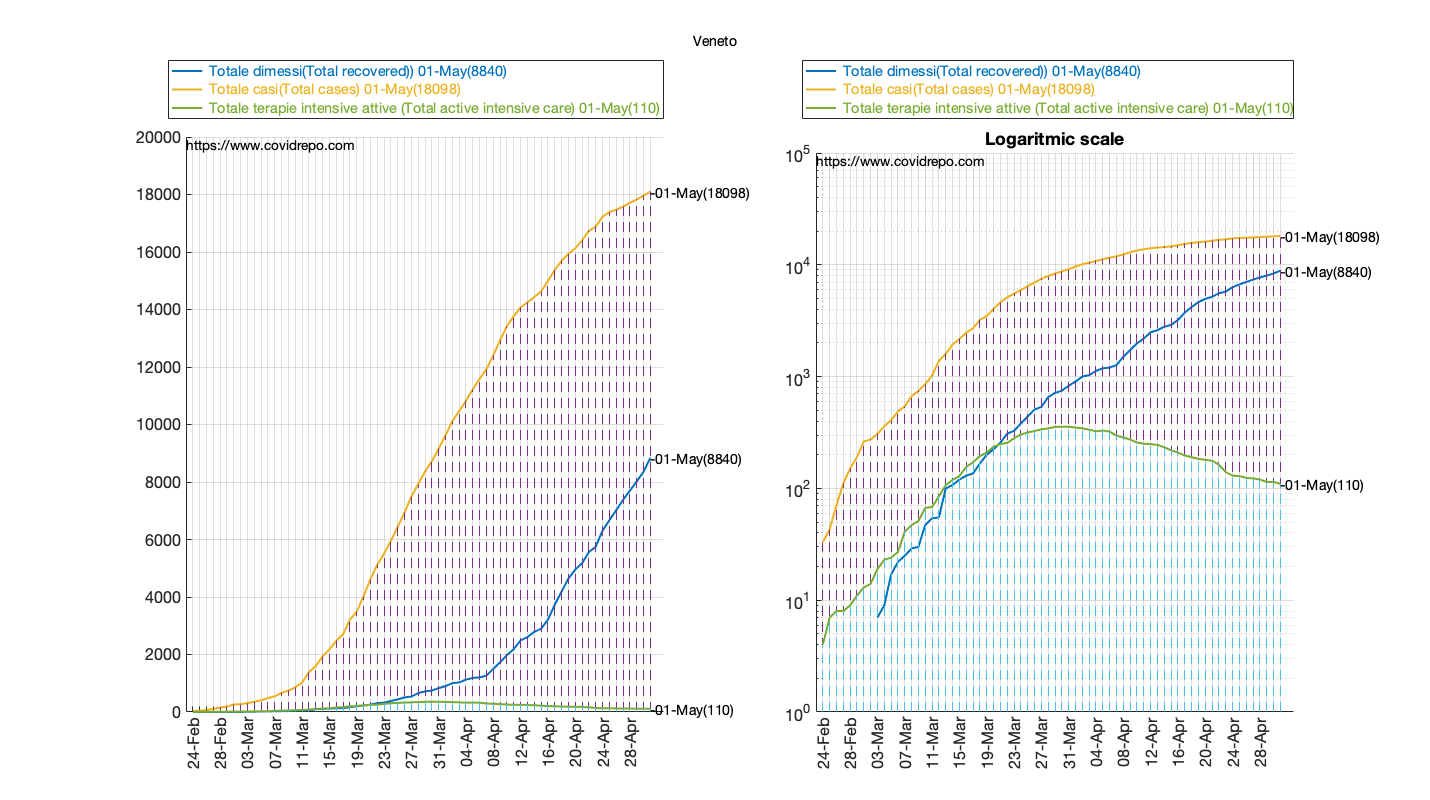 Veneto
Totale dimessi(Total recovered)) 01-May(8840)
Totale casi(Total cases) 01-May(18098)
Totale terapie intensive attive (Total active intensive care) 01-May(110)
https://www.covidrepo.com
20000
18000
16000
14000
12000
10000
8000
6000
4000
2000
0
01-May(18098)
01-May(8840)
01-May(110)
24-Feb
28-Feb
03-Mar
07-Mar
11-Mar
15-Mar
19-Mar
23-Mar
27-Mar
31-Mar
04-Apr
08-Apr
12-Apr
16-Apr
20-Apr
24-Apr
28-Apr
Totale dimessi(Total recovered)) 01-May(8840)
Totale casi(Total cases) 01-May(18098)
Totale terapie intensive attive (Total active intensive care) 01-May(110)
Logaritmic scale
https://www.covidrepo.com
10^5
10^4
10^3
10^2
10^1
10^0
01-May(18098)
01-May(8840)
01-May(110)
24-Feb
28-Feb
03-Mar
07-Mar
11-Mar
15-Mar
19-Mar
23-Mar
27-Mar
31-Mar
04-Apr
08-Apr
12-Apr
16-Apr
20-Apr
24-Apr
28-Apr